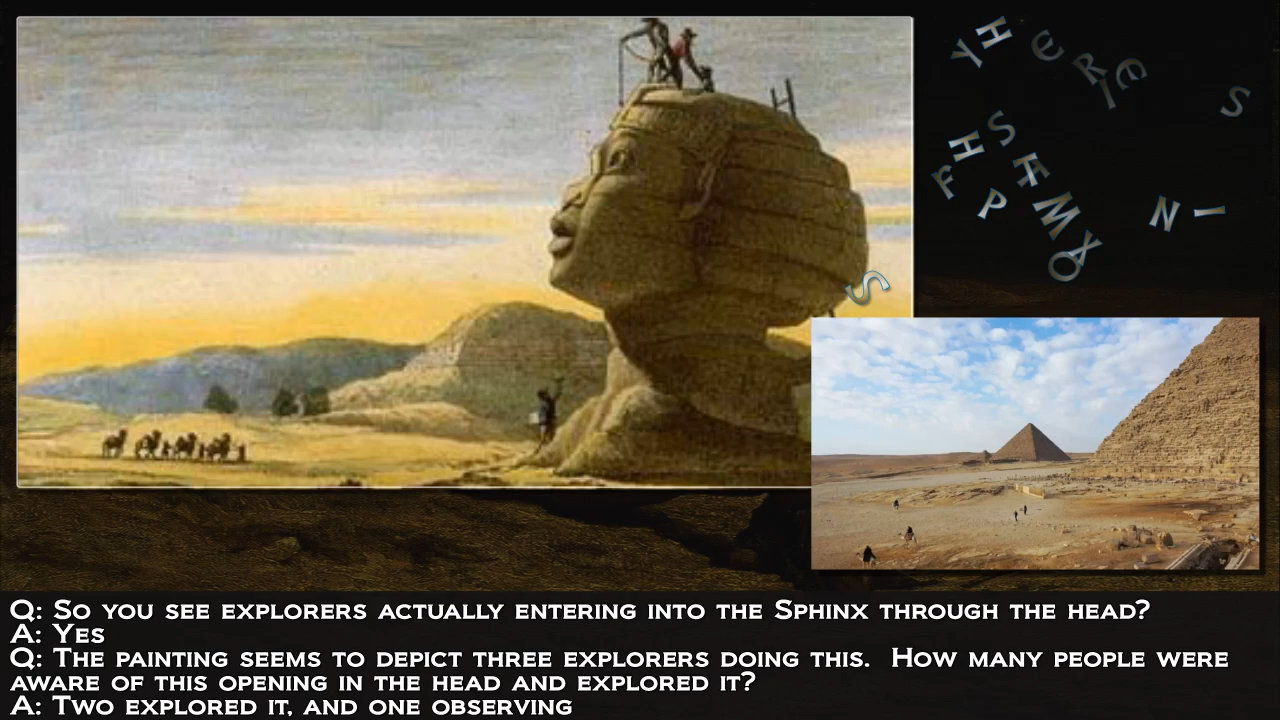 Q: So you see explorers actually entering into the Sphinx through the head?
A: Yes
Q: The painting seems to depict three explorers doing this.  How many people were
aware of this opening in the head and explored it?
A: Two explored it, and one observing